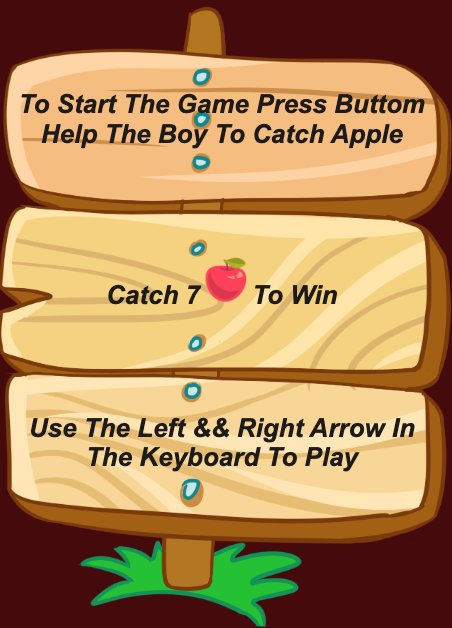 To Start The Game Press Buttom
Help The Boy To Catch Apple
Catch 7 To Win
Use The Left && Right Arrow In
The Keyboard To Play